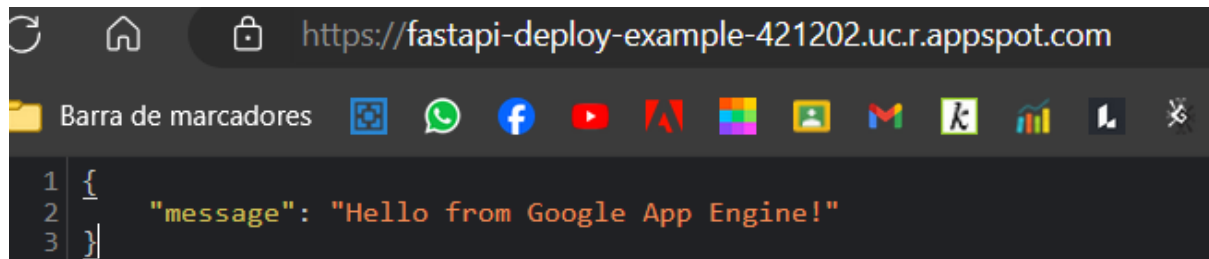 https://fastapi-deploy-example-421202.uc.r.appspot.com
Barra de marcadores
1 {
2 "message": "Hello from Google App Engine!"
3 }